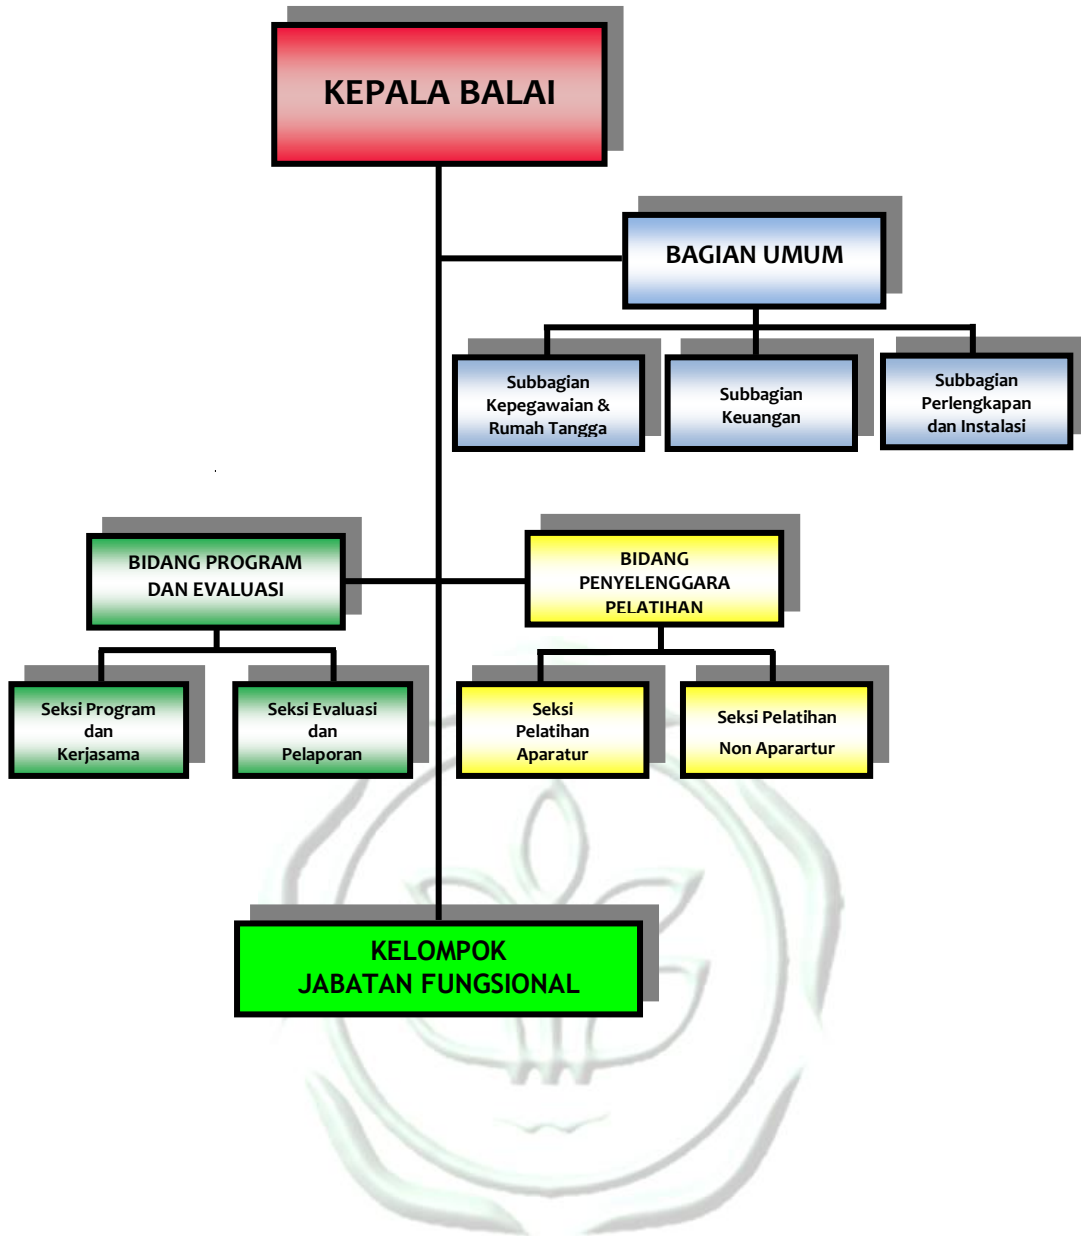 KEPALA BALAI
BAGIAN UMUM
Subbagian
Kepegawaian &
Rumah Tangga
Subbagian
Keuangan
Subbagian
Perlengkapan
dan Instalasi
BIDANG PROGRAM
DAN EVALUASI
BIDANG
PENYELENGGARA
PELATIHAN
Seksi Program
dan
Kerjasama
Seksi Evaluasi
dan
Pelaporan
Seksi
Pelatihan
Aparatur
Seksi Pelatihan
Non Aparartur
KELOMPOK
JABATAN FUNGSIONAL